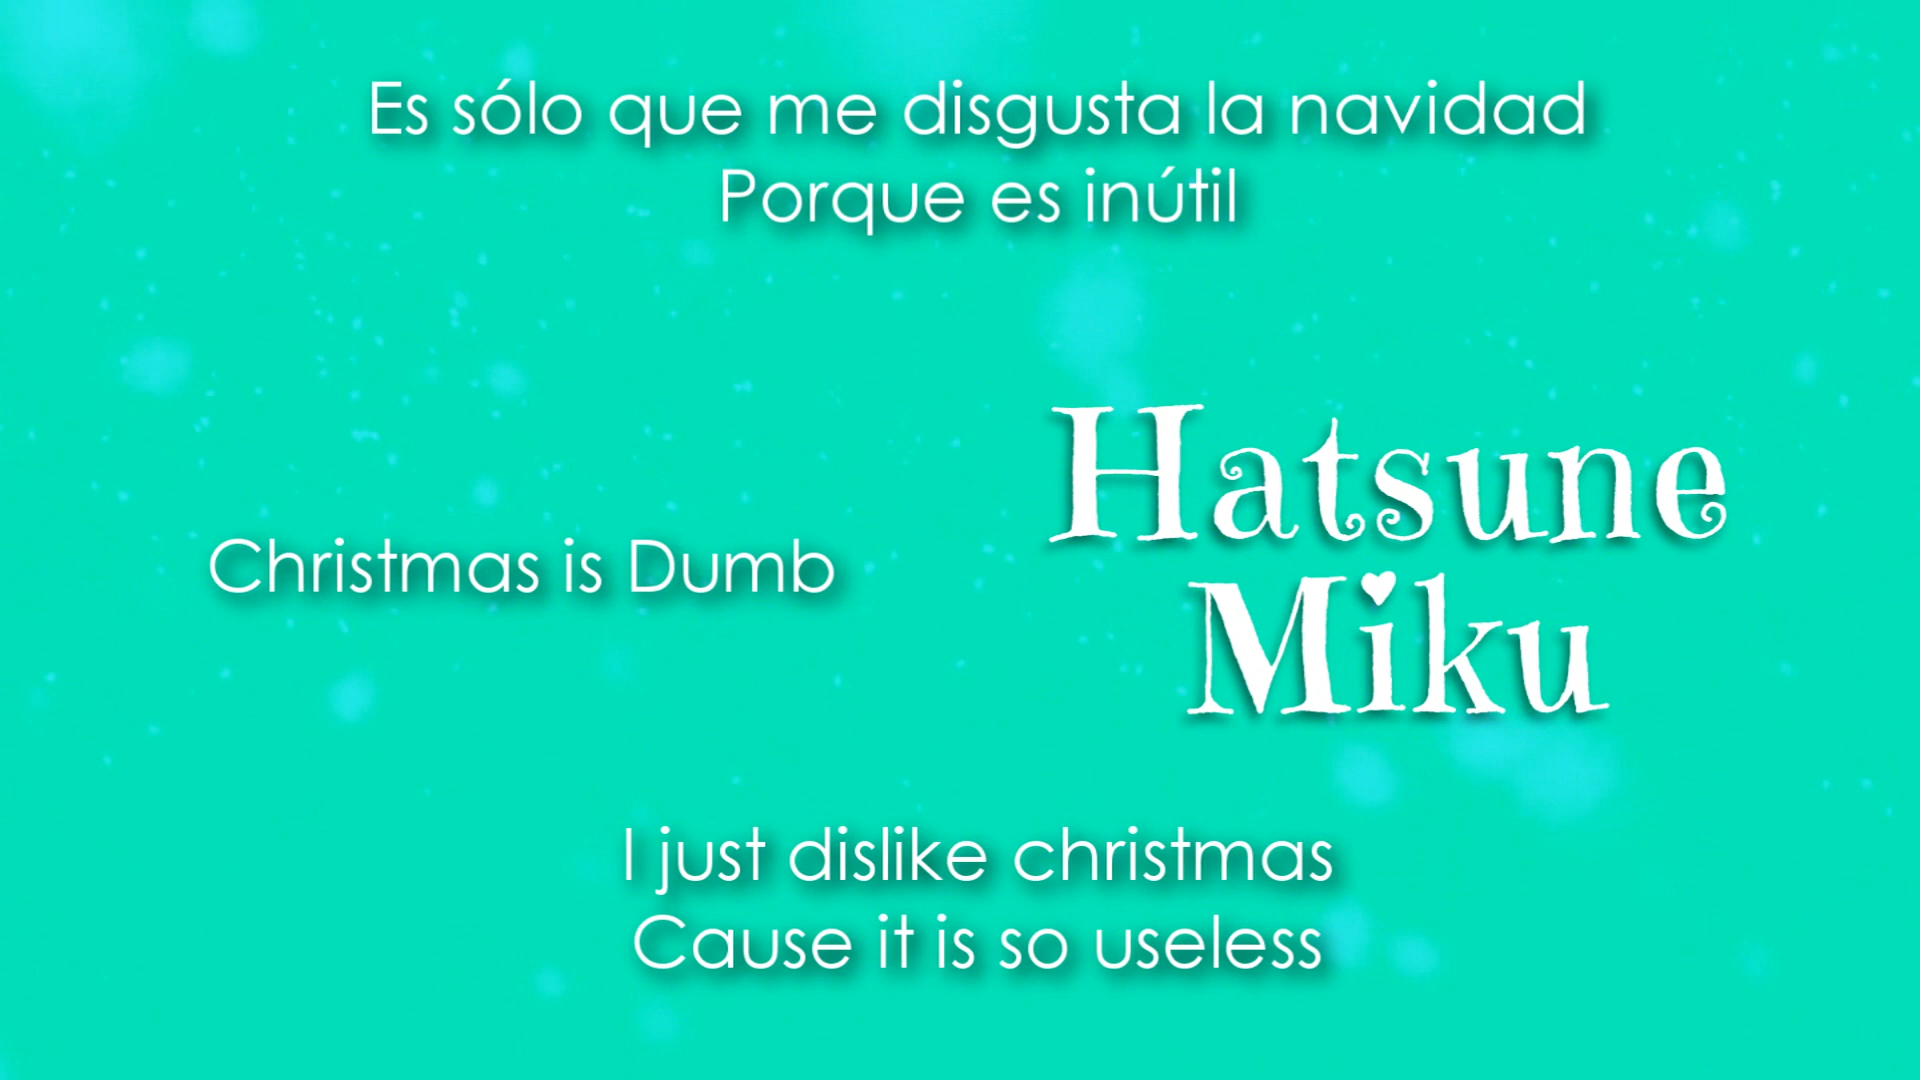 Es sólo que me disgusta la navidad
Porque es inútil
Christmas is Dumb
Hatsune
Miku
I just dislike christmas
Cause it is so useless